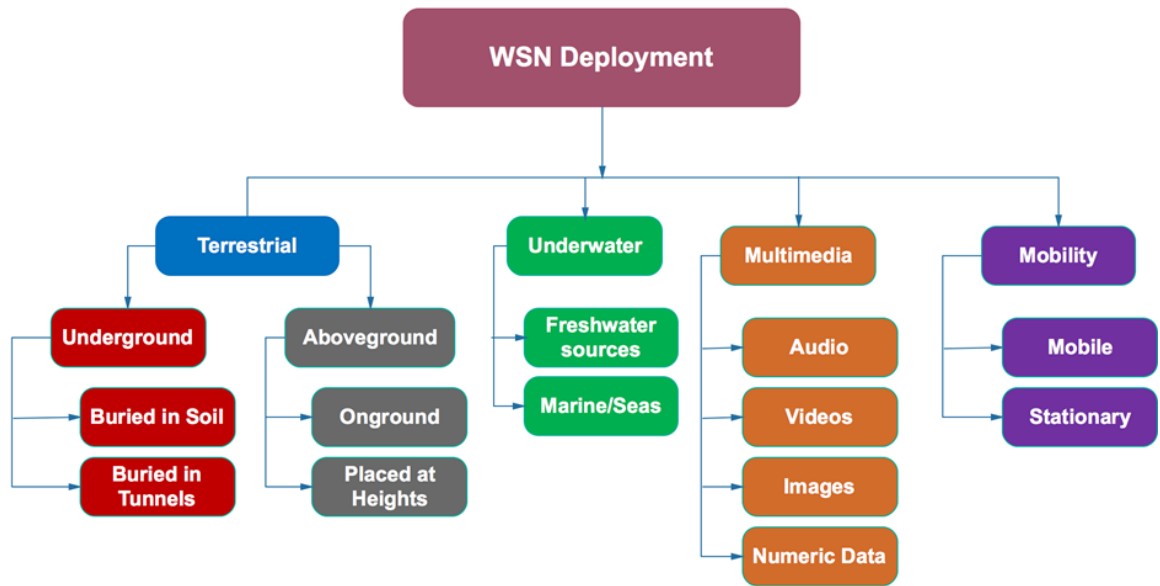 WSN Deployment
Terrestrial
Underwater
Multimedia
Mobility
Underground
Aboveground
Freshwater
sources
Audio
Mobile
Buried in Soil
Onground
Marine/Seas
Videos
Stationary
Buried in
Tunnels
Placed at
Heights
Images
Numeric Data